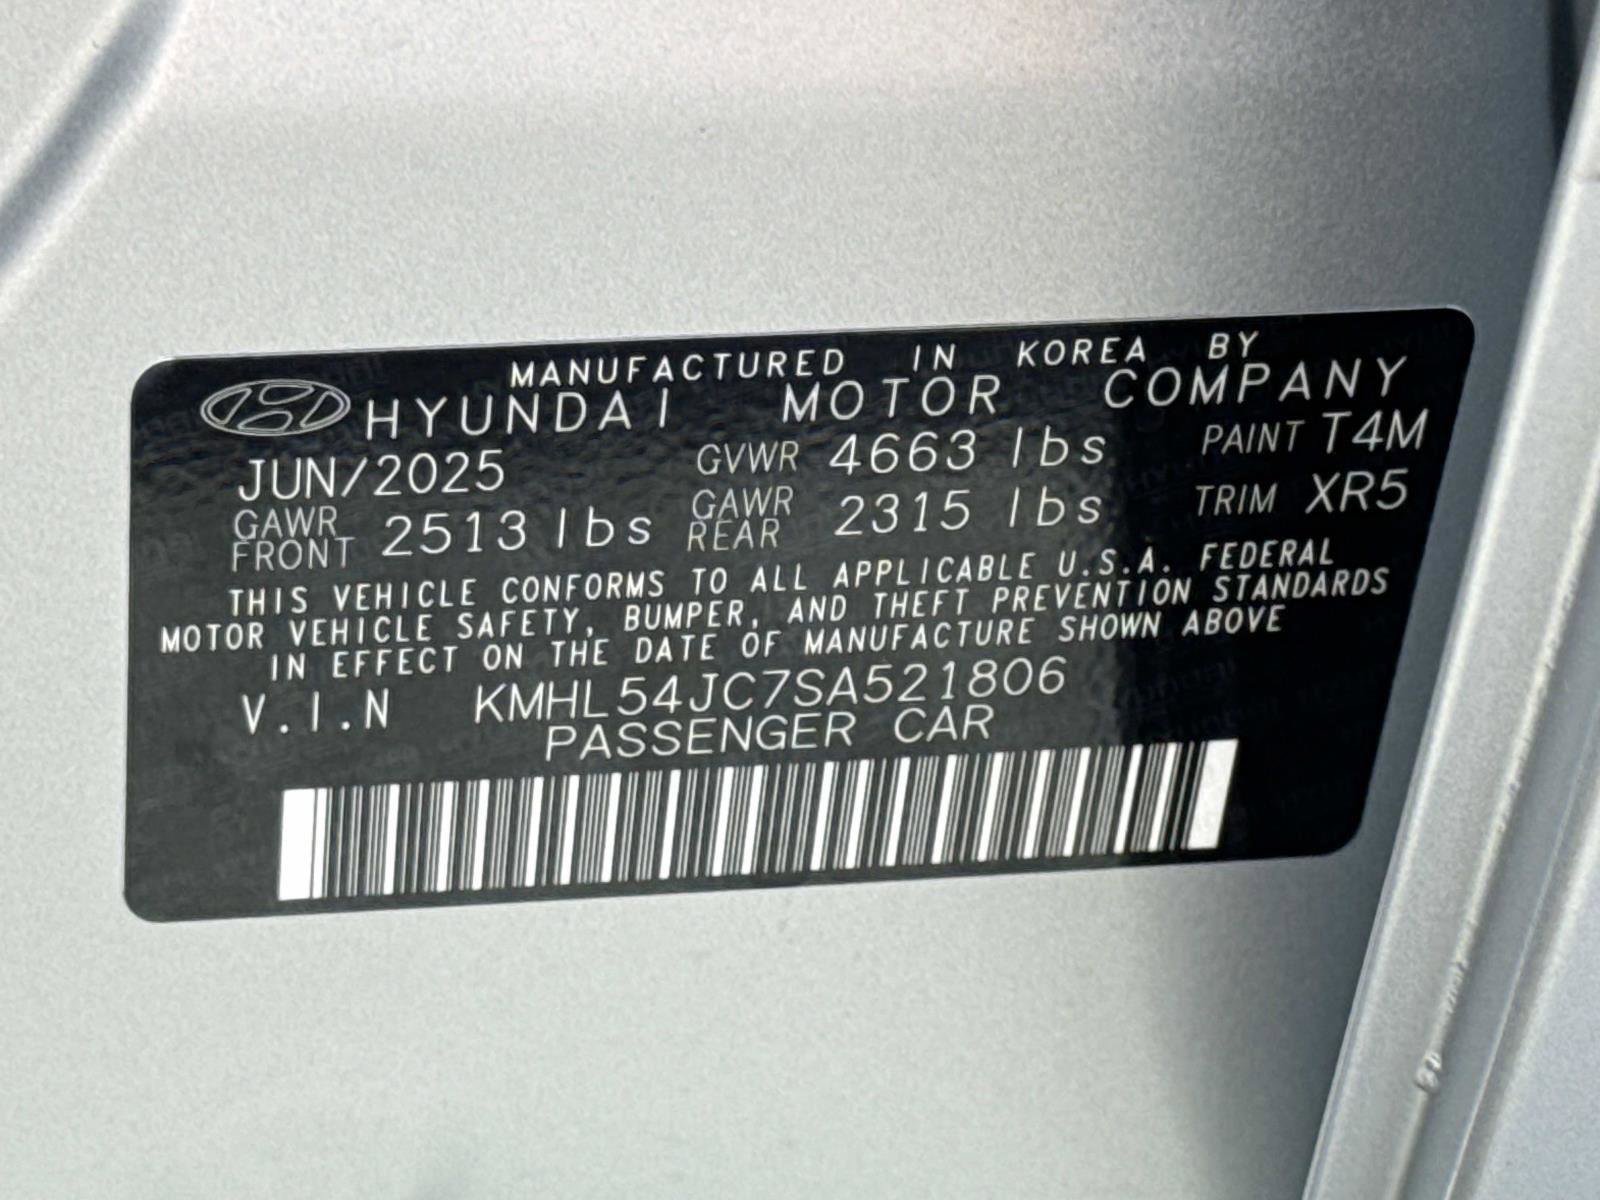 MANUFACTURED IN KOREA BY
HYUNDAI MOTOR COMPANY
JUN/2025 GVWR 4663 lbs PAINT T4M
GAWR FRONT 2513 lbs GAWR REAR 2315 lbs TRIM XR5
THIS VEHICLE CONFORMS TO ALL APPLICABLE U.S.A. FEDERAL
MOTOR VEHICLE SAFETY, BUMPER, AND THEFT PREVENTION STANDARDS
IN EFFECT ON THE DATE OF MANUFACTURE SHOWN ABOVE
V.I.N KMHL54JC7SA521806
PASSENGER CAR